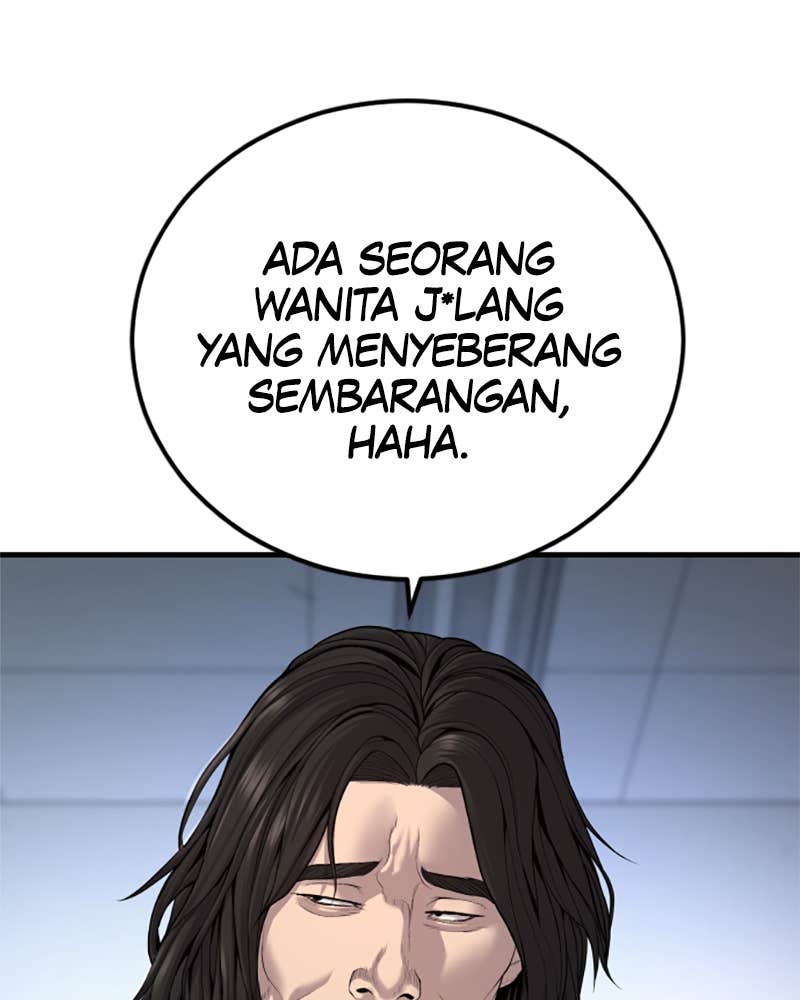 ADA SEORANG
WANITA J*LANG
YANG MENYEBERANG
SEMBARANGAN,
HAHA.